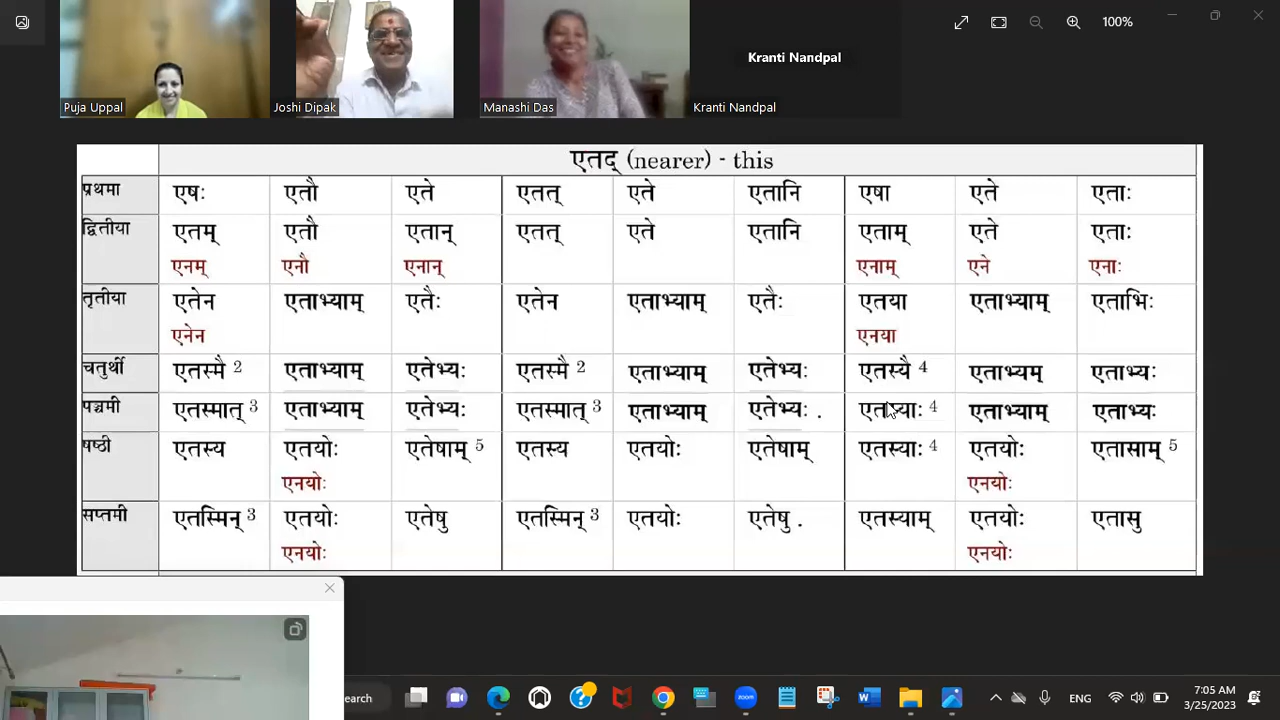 100%
Kranti Nandpal
Puja Uppal
Joshi Dipak
Manashi Das
Kranti Nandpal
एतद् (nearer) - this
प्रथमा एषः एतौ एते एतत् एते एतानि एषा एते एताः
द्वितीया एतम् एतौ एतान् एतत् एते एतानि एताम् एते एताः
एनम् एनौ एनान् एनाम् एने एनाः
तृतीया एतेन एताभ्याम् एतैः एतेन एताभ्याम् एतैः एतया एताभ्याम् एताभिः
एनेन एनया
चतुर्थी एतस्मै 2 एताभ्याम् एतेभ्यः एतस्मै 2 एताभ्याम् एतेभ्यः एतस्यै 4 एताभ्यम् एताभ्यः
पञ्चमी एतस्मात् 3 एताभ्याम् एतेभ्यः एतस्मात् 3 एताभ्याम् एतेभ्यः . एतस्याः 4 एताभ्याम् एताभ्यः
षष्ठी एतस्य एतयोः एतेषाम् 5 एतस्य एतयोः एतेषाम् एतस्याः 4 एतयोः एतासाम् 5
एनयोः एनयोः
सप्तमी एतस्मिन् 3 एतयोः एतेषु एतस्मिन् 3 एतयोः एतेषु . एतस्याम् एतयोः एतासु
एनयोः एनयोः
earch
ENG
7:05 AM
3/25/2023